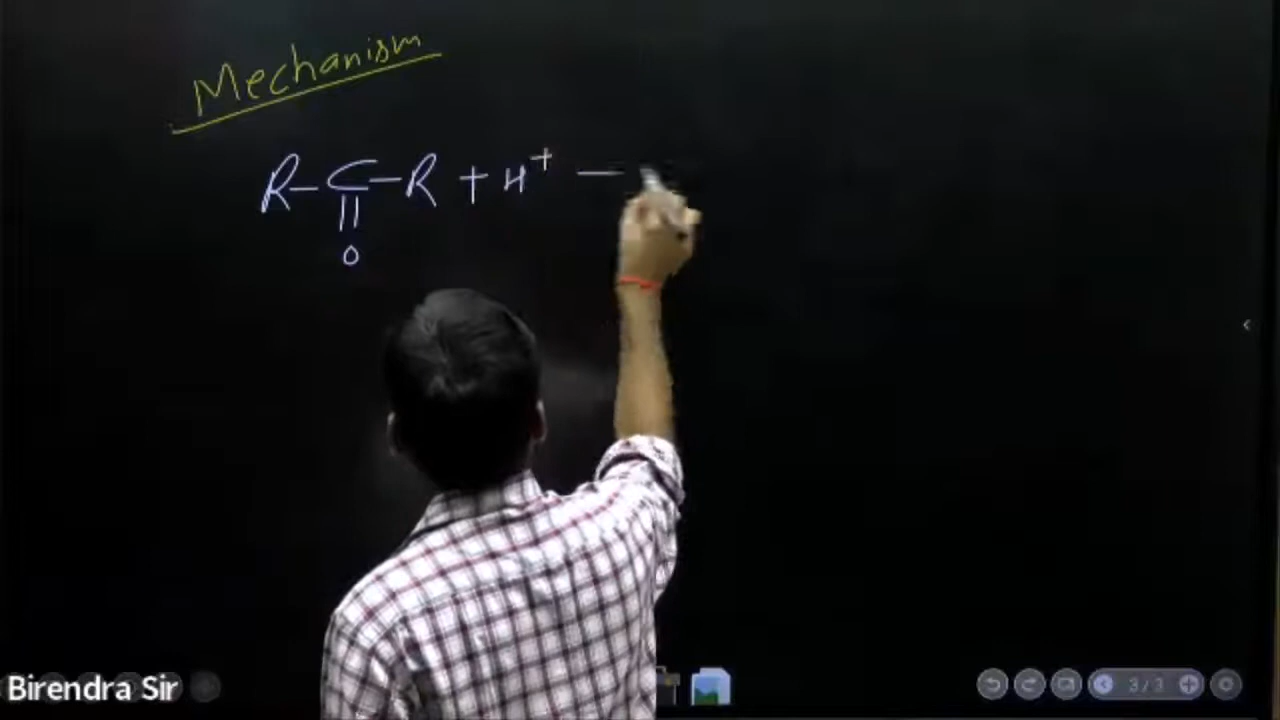 Mechanism
R-C-R + H⁺ —
||
O
Birendra Sir
3/3